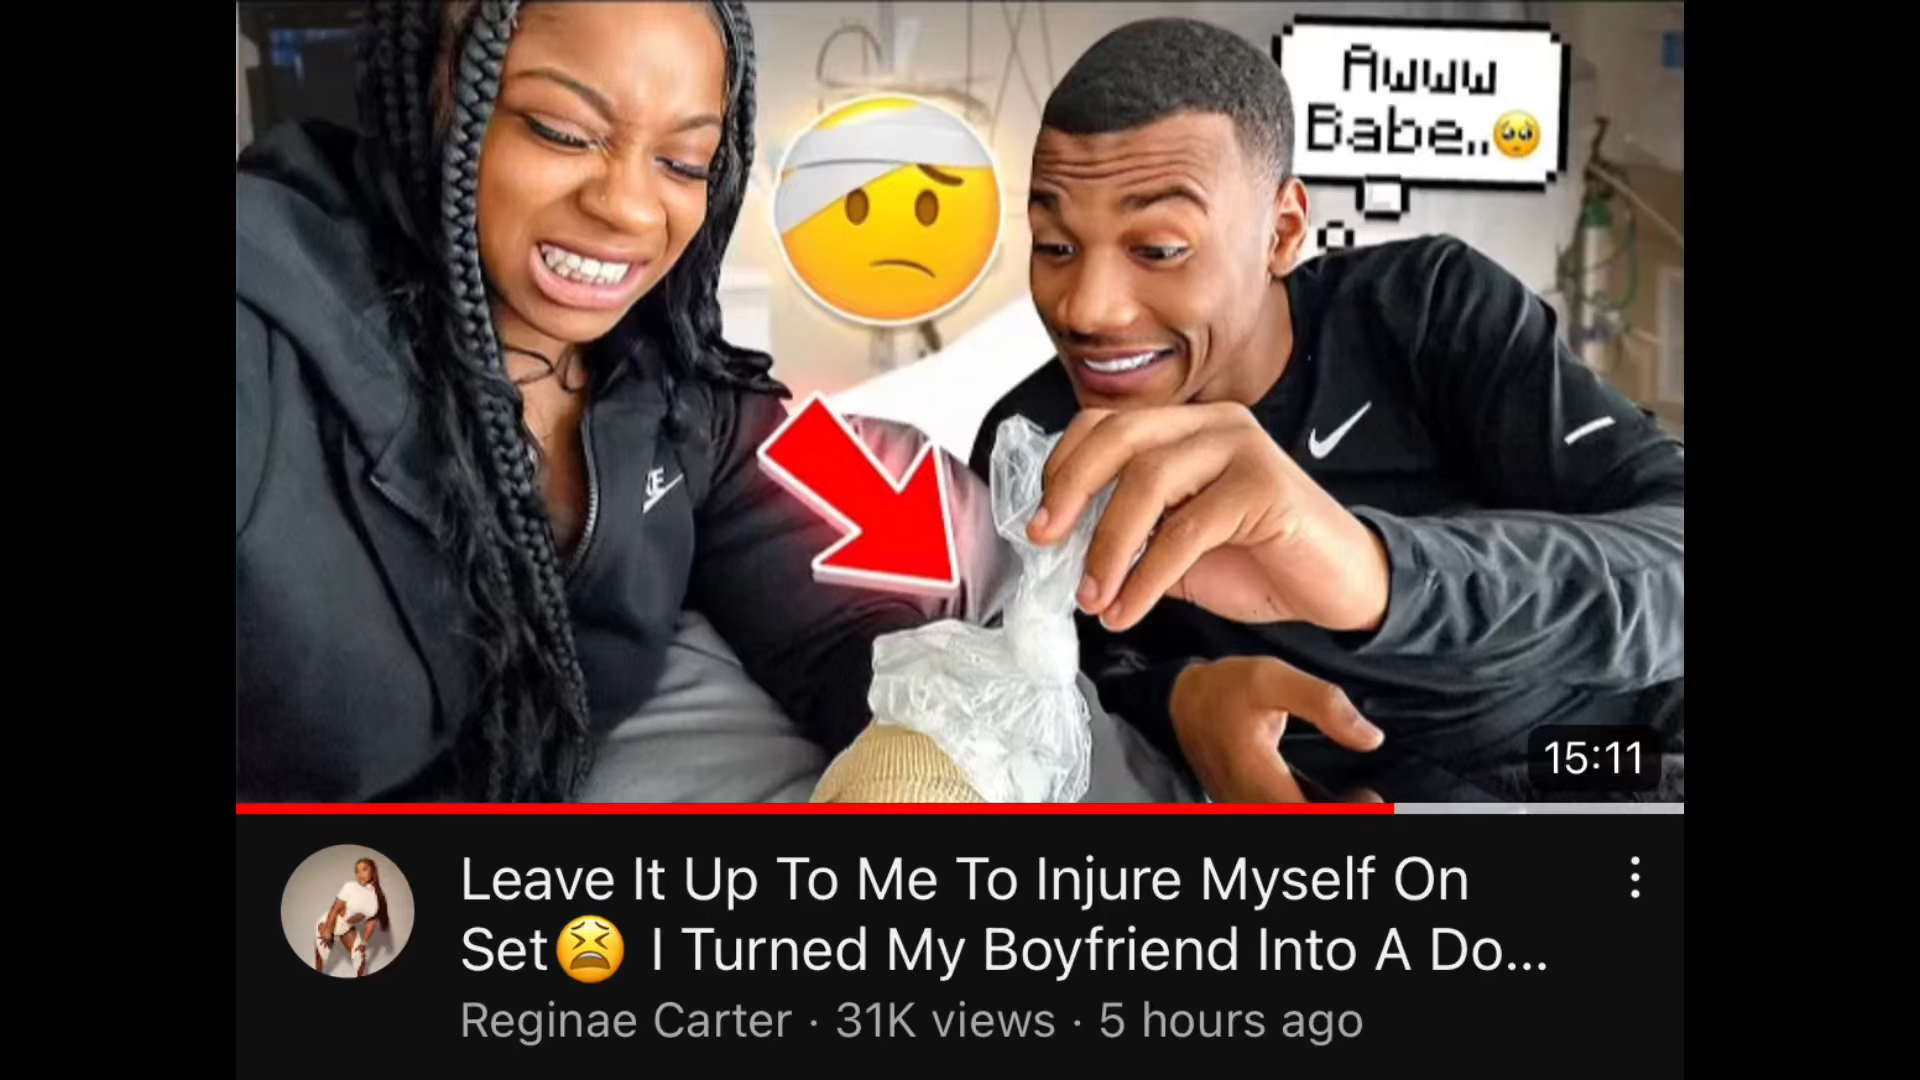 Awww
Babe..🥺
15:11
Leave It Up To Me To Injure Myself On
Set😫 I Turned My Boyfriend Into A Do...
Reginae Carter · 31K views · 5 hours ago